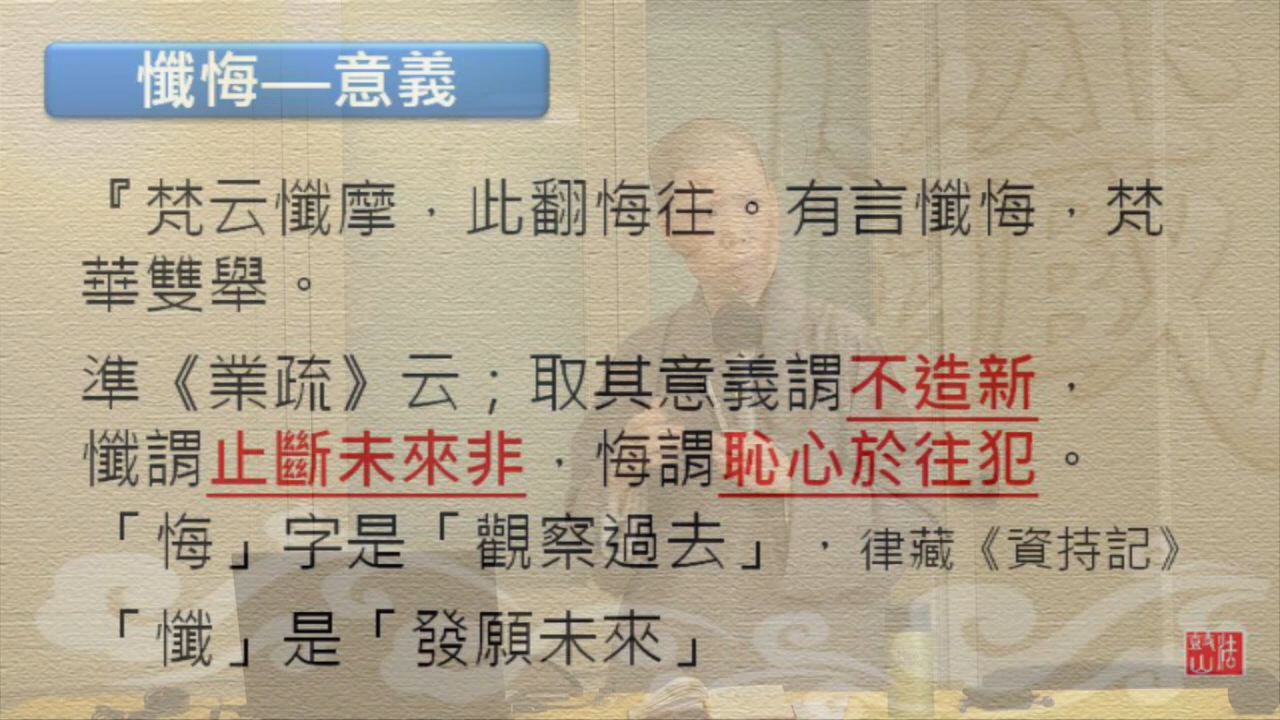 懺悔—意義
『梵云懺摩，此翻悔往。有言懺悔，梵
華雙舉。
準《業疏》云；取其意義謂不造新，
懺謂止斷未來非，悔謂恥心於往犯。
「悔」字是「觀察過去」，律藏《資持記》
「懺」是「發願未來」